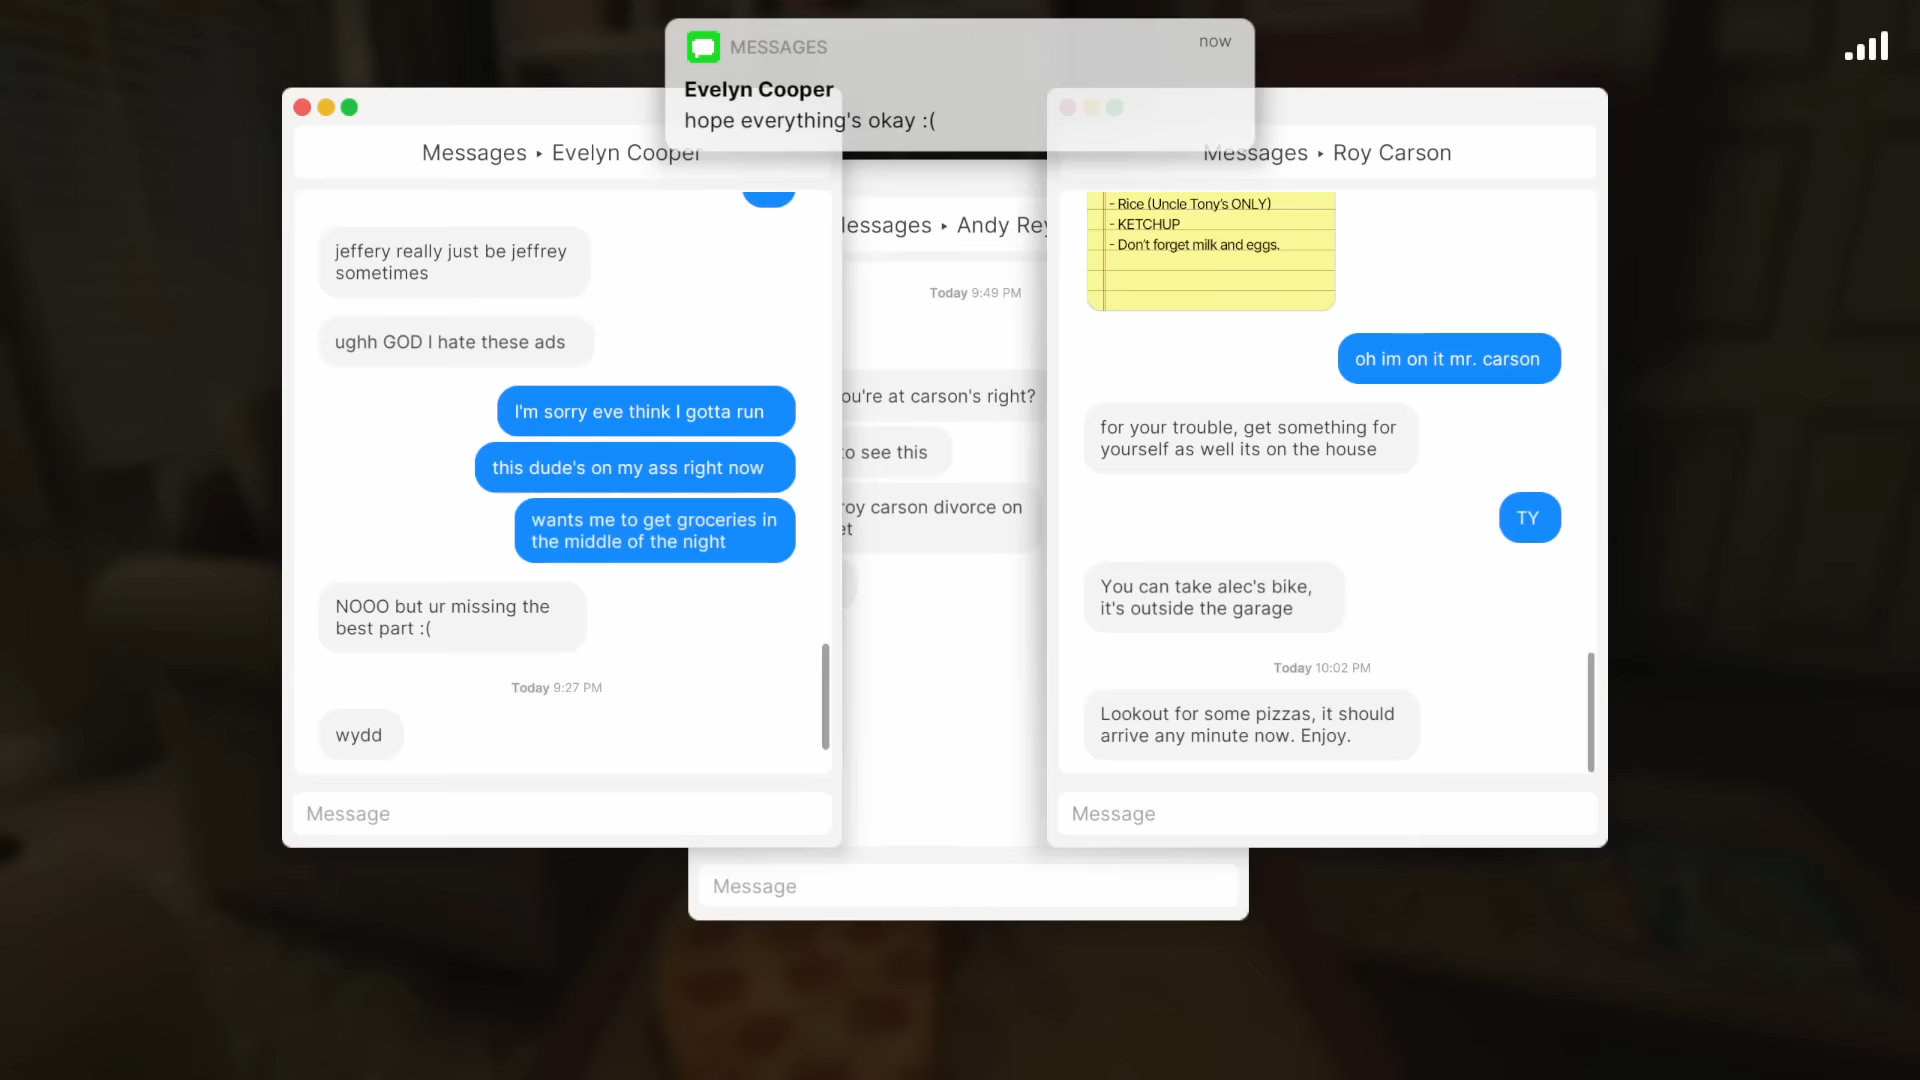 MESSAGES
now
Evelyn Cooper
hope everything's okay :(
Messages ▸ Evelyn Cooper
jeffery really just be jeffrey
sometimes
ughh GOD I hate these ads
I'm sorry eve think I gotta run
this dude's on my ass right now
wants me to get groceries in
the middle of the night
NOOO but ur missing the
best part :(
Today 9:27 PM
wydd
Message
▸ Andy
Today 9:49 PM
at carson's right?
see this
carson divorce on
Message
Messages ▸ Roy Carson
- Rice (Uncle Tony's ONLY)
- KETCHUP
- Don't forget milk and eggs.
oh im on it mr. carson
for your trouble, get something for
yourself as well its on the house
TY
You can take alec's bike,
it's outside the garage
Today 10:02 PM
Lookout for some pizzas, it should
arrive any minute now. Enjoy.
Message